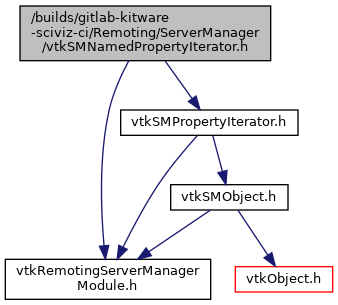 /builds/gitlab-kitware
-sciviz-ci/Remoting/ServerManager
/vtkSMNamedPropertyIterator.h
vtkSMPropertyIterator.h
vtkSMObject.h
vtkRemotingServerManager
Module.h
vtkObject.h